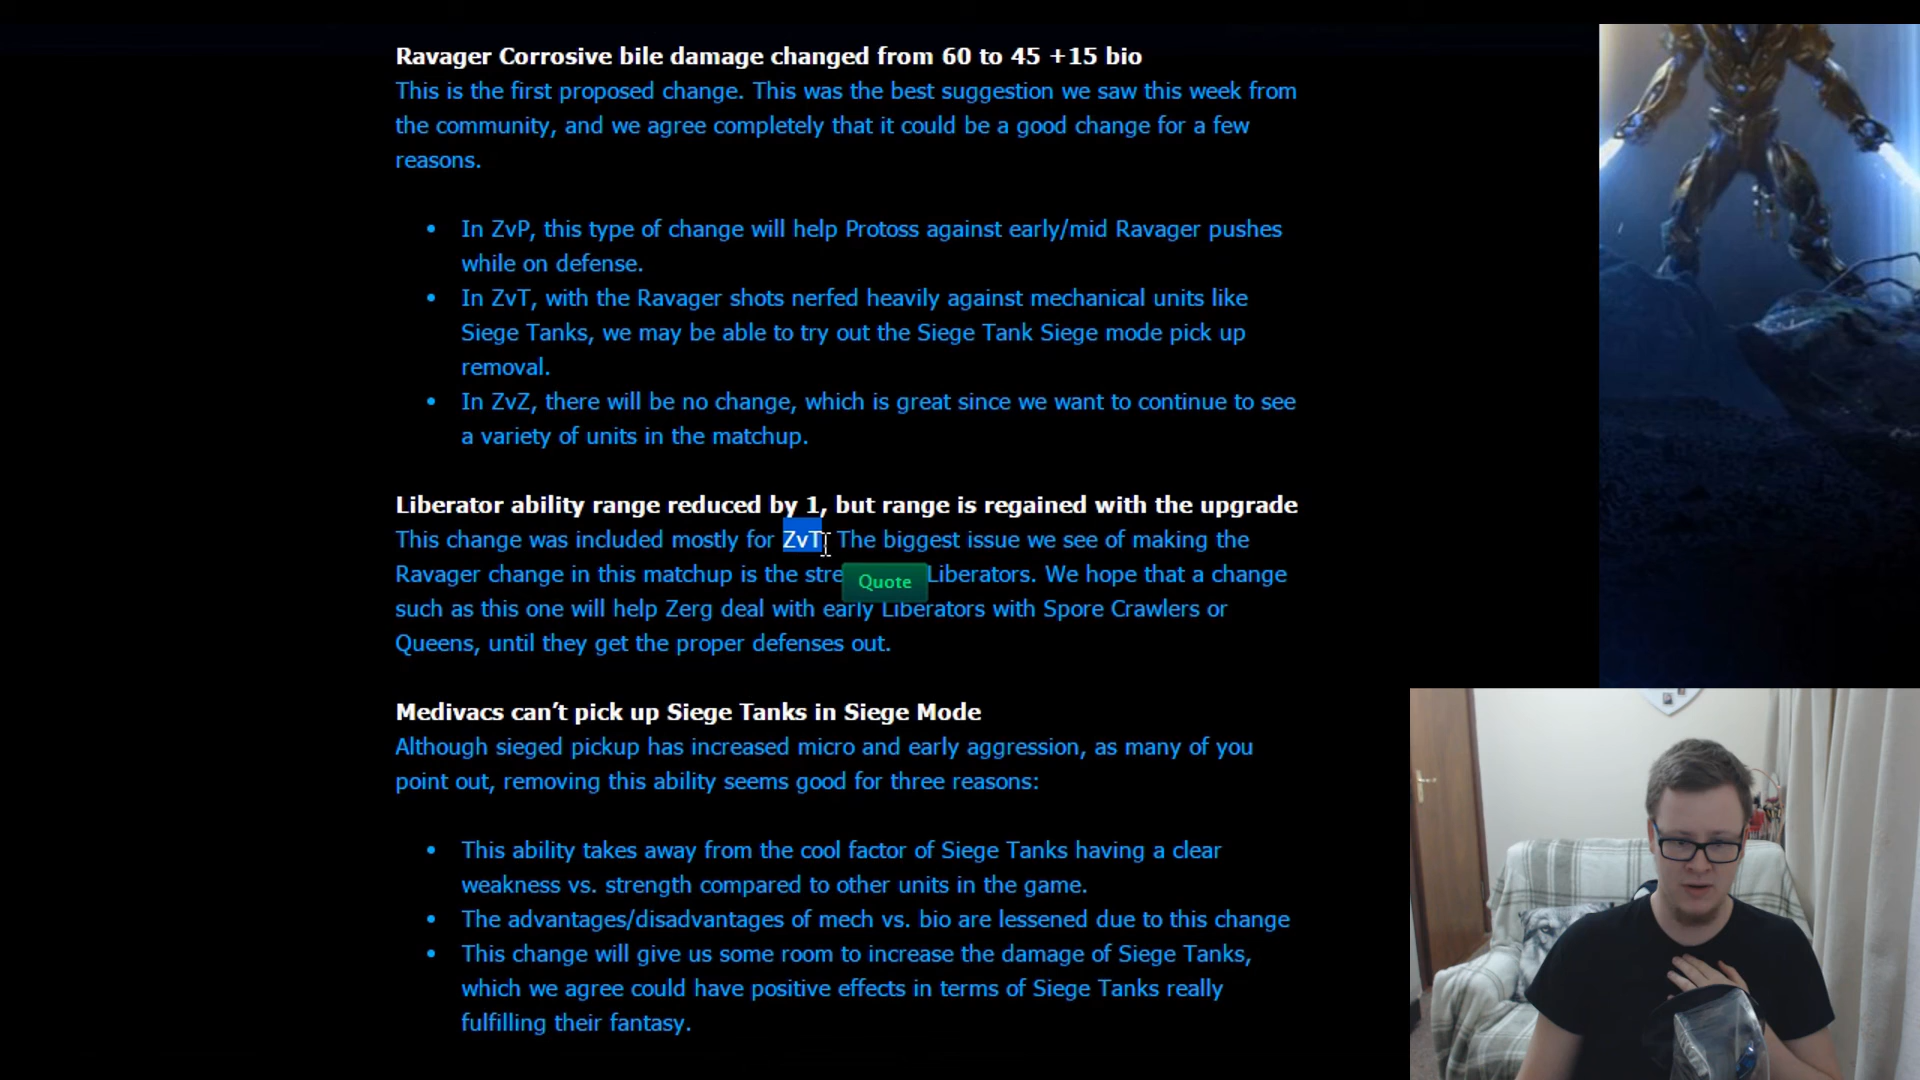 Ravager Corrosive bile damage changed from 60 to 45 +15 bio
This is the first proposed change. This was the best suggestion we saw this week from
the community, and we agree completely that it could be a good change for a few
reasons.
• In ZvP, this type of change will help Protoss against early/mid Ravager pushes
while on defense.
• In ZvT, with the Ravager shots nerfed heavily against mechanical units like
Siege Tanks, we may be able to try out the Siege Tank Siege mode pick up
removal.
• In ZvZ, there will be no change, which is great since we want to continue to see
a variety of units in the matchup.
Liberator ability range reduced by 1, but range is regained with the upgrade
This change was included mostly for ZvT. The biggest issue we see of making the
Ravager change in this matchup is the stre Quote Liberators. We hope that a change
such as this one will help Zerg deal with early Liberators with Spore Crawlers or
Queens, until they get the proper defenses out.
Medivacs can’t pick up Siege Tanks in Siege Mode
Although sieged pickup has increased micro and early aggression, as many of you
point out, removing this ability seems good for three reasons:
• This ability takes away from the cool factor of Siege Tanks having a clear
weakness vs. strength compared to other units in the game.
• The advantages/disadvantages of mech vs. bio are lessened due to this change
• This change will give us some room to increase the damage of Siege Tanks,
which we agree could have positive effects in terms of Siege Tanks really
fulfilling their fantasy.